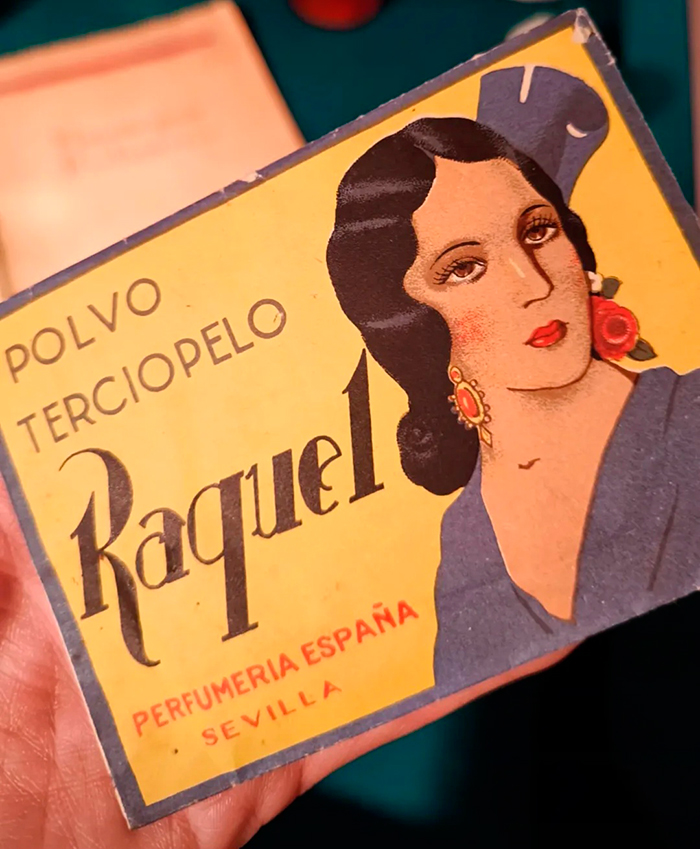 POLVO
TERCIOPELO
Raquel
PERFUMERIA ESPAÑA
SEVILLA